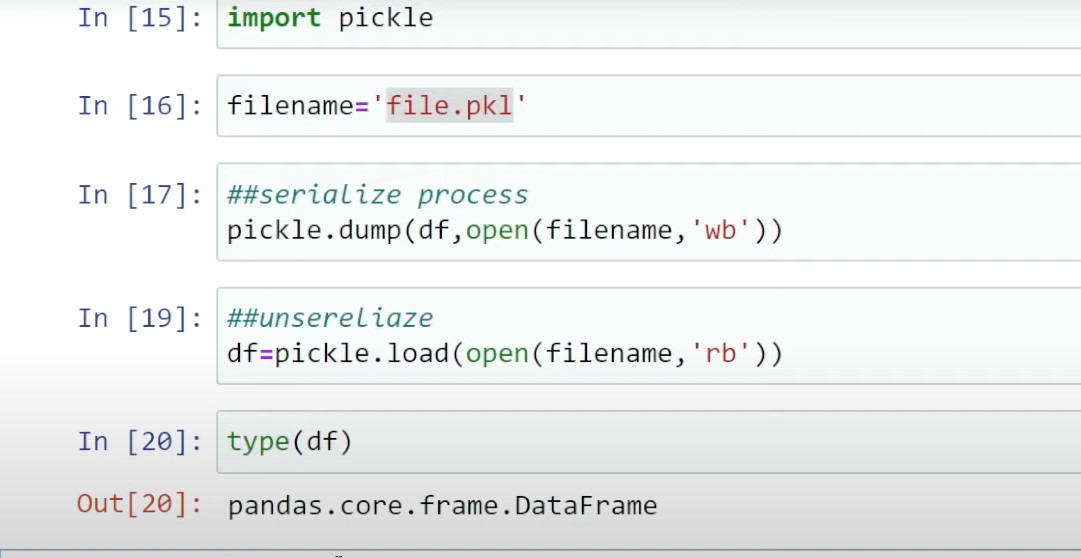 In [15]: import pickle
In [16]: filename='file.pkl'
In [17]: ##serialize process
pickle.dump(df,open(filename,'wb'))
In [19]: ##unsereliaze
df=pickle.load(open(filename,'rb'))
In [20]: type(df)
Out[20]: pandas.core.frame.DataFrame